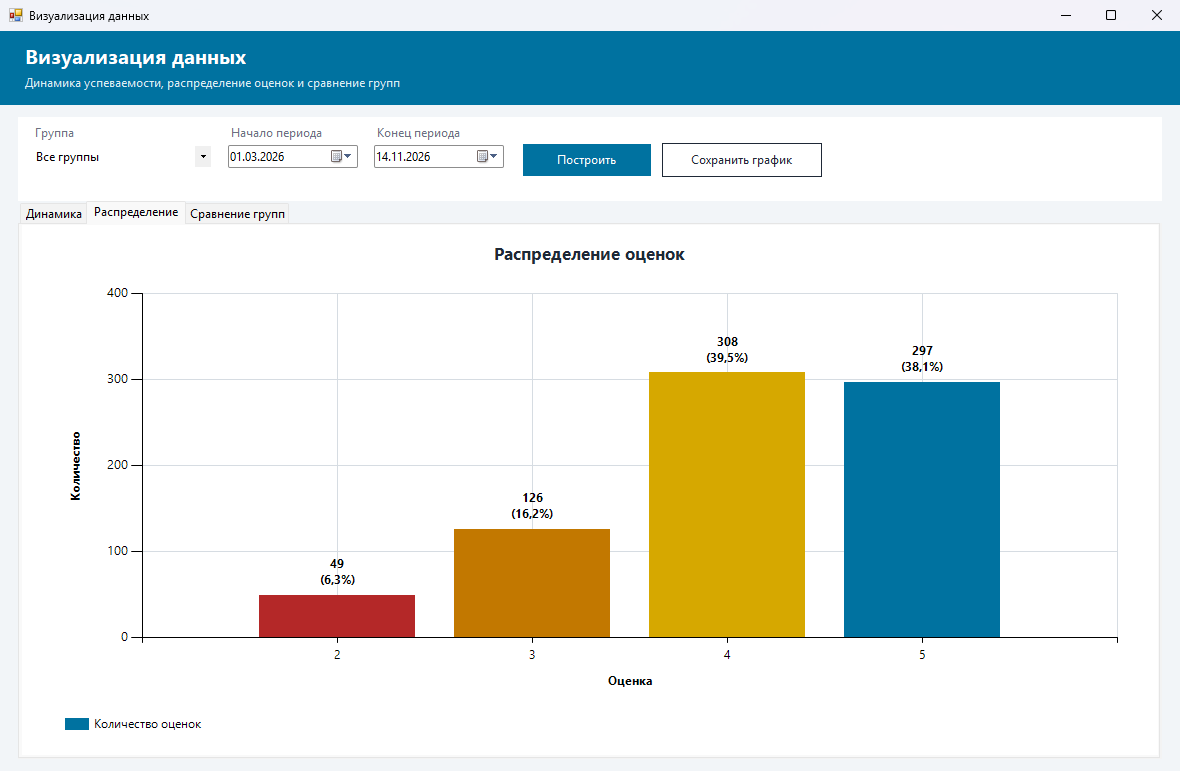 Визуализация данных
Визуализация данных
Динамика успеваемости, распределение оценок и сравнение групп
Группа
Начало периода
Конец периода
Все группы
01.03.2026
14.11.2026
Построить
Сохранить график
Динамика
Распределение
Сравнение групп
Распределение оценок
400
300
200
100
0
Количество
49
(6,3%)
126
(16,2%)
308
(39,5%)
297
(38,1%)
2
3
4
5
Оценка
Количество оценок